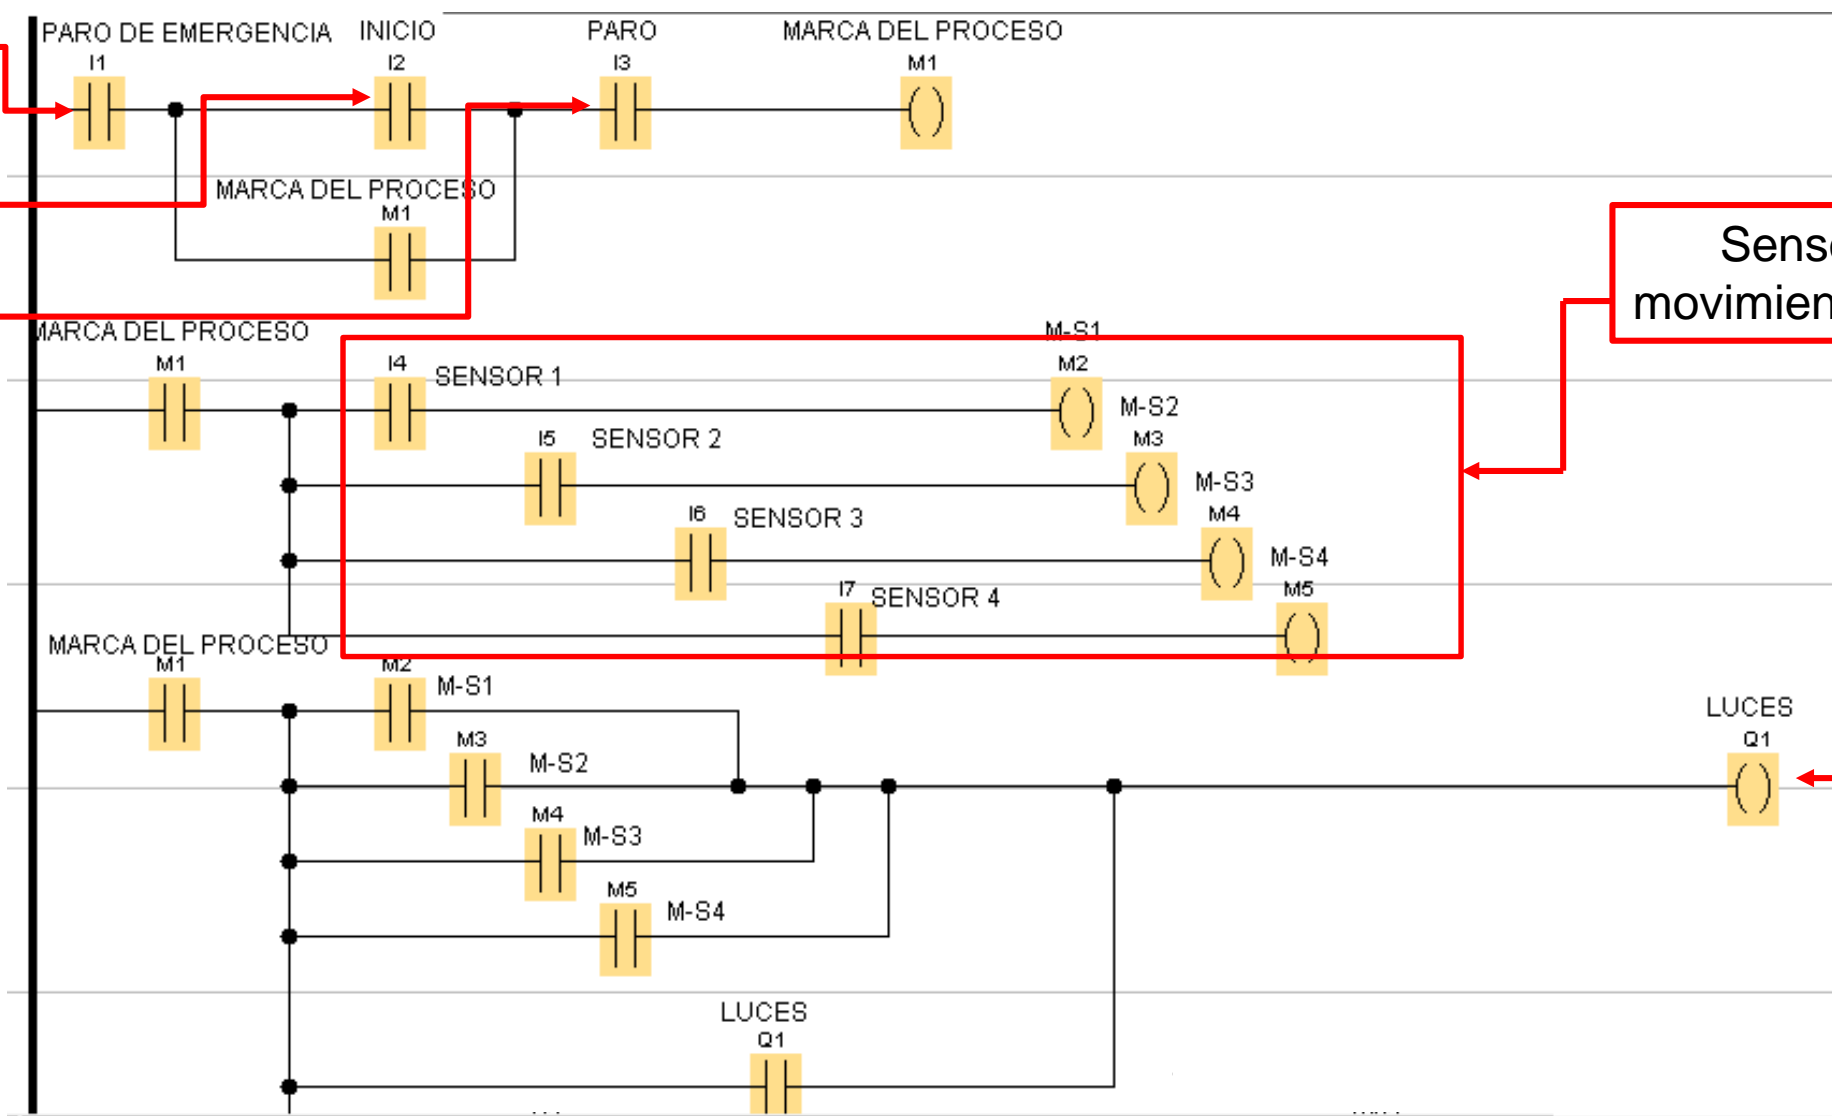 PARO DE EMERGENCIA INICIO PARO MARCA DEL PROCESO
I1 I2 I3 M1
MARCA DEL PROCESO
M1
MARCA DEL PROCESO M-S1
M1 I4 SENSOR 1 M2
M-S2
I5 SENSOR 2 M3
M-S3
I6 SENSOR 3 M4
M-S4
I7 SENSOR 4 M5
MARCA DEL PROCESO
M1 M2 M-S1
LUCES
M3 Q1
M-S2
M4
M-S3
M5
M-S4
LUCES
Q1